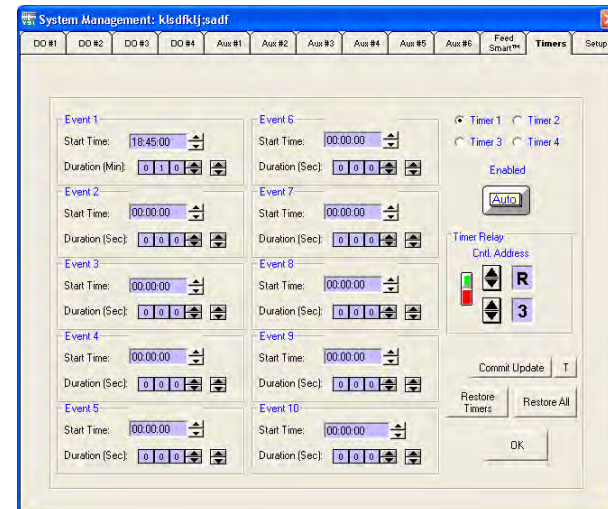 YSI System Management: klsdfklj;sadf
DO #1 DO #2 DO #3 DO #4 Aux #1 Aux #2 Aux #3 Aux #4 Aux #5 Aux #6 Feed Smart™ Timers Setup
Event 1
Start Time: 18:45:00
Duration (Min): 0 1 0
Event 2
Start Time: 00:00:00
Duration (Sec): 0 0 0
Event 3
Start Time: 00:00:00
Duration (Sec): 0 0 0
Event 4
Start Time: 00:00:00
Duration (Sec): 0 0 0
Event 5
Start Time: 00:00:00
Duration (Sec): 0 0 0
Event 6
Start Time: 00:00:00
Duration (Sec): 0 0 0
Event 7
Start Time: 00:00:00
Duration (Sec): 0 0 0
Event 8
Start Time: 00:00:00
Duration (Sec): 0 0 0
Event 9
Start Time: 00:00:00
Duration (Sec): 0 0 0
Event 10
Start Time: 00:00:00
Duration (Sec): 0 0 0
Timer 1 Timer 2
Timer 3 Timer 4
Enabled
Auto
Timer Relay
Cntl. Address
R
3
Commit Update T
Restore Timers
Restore All
OK